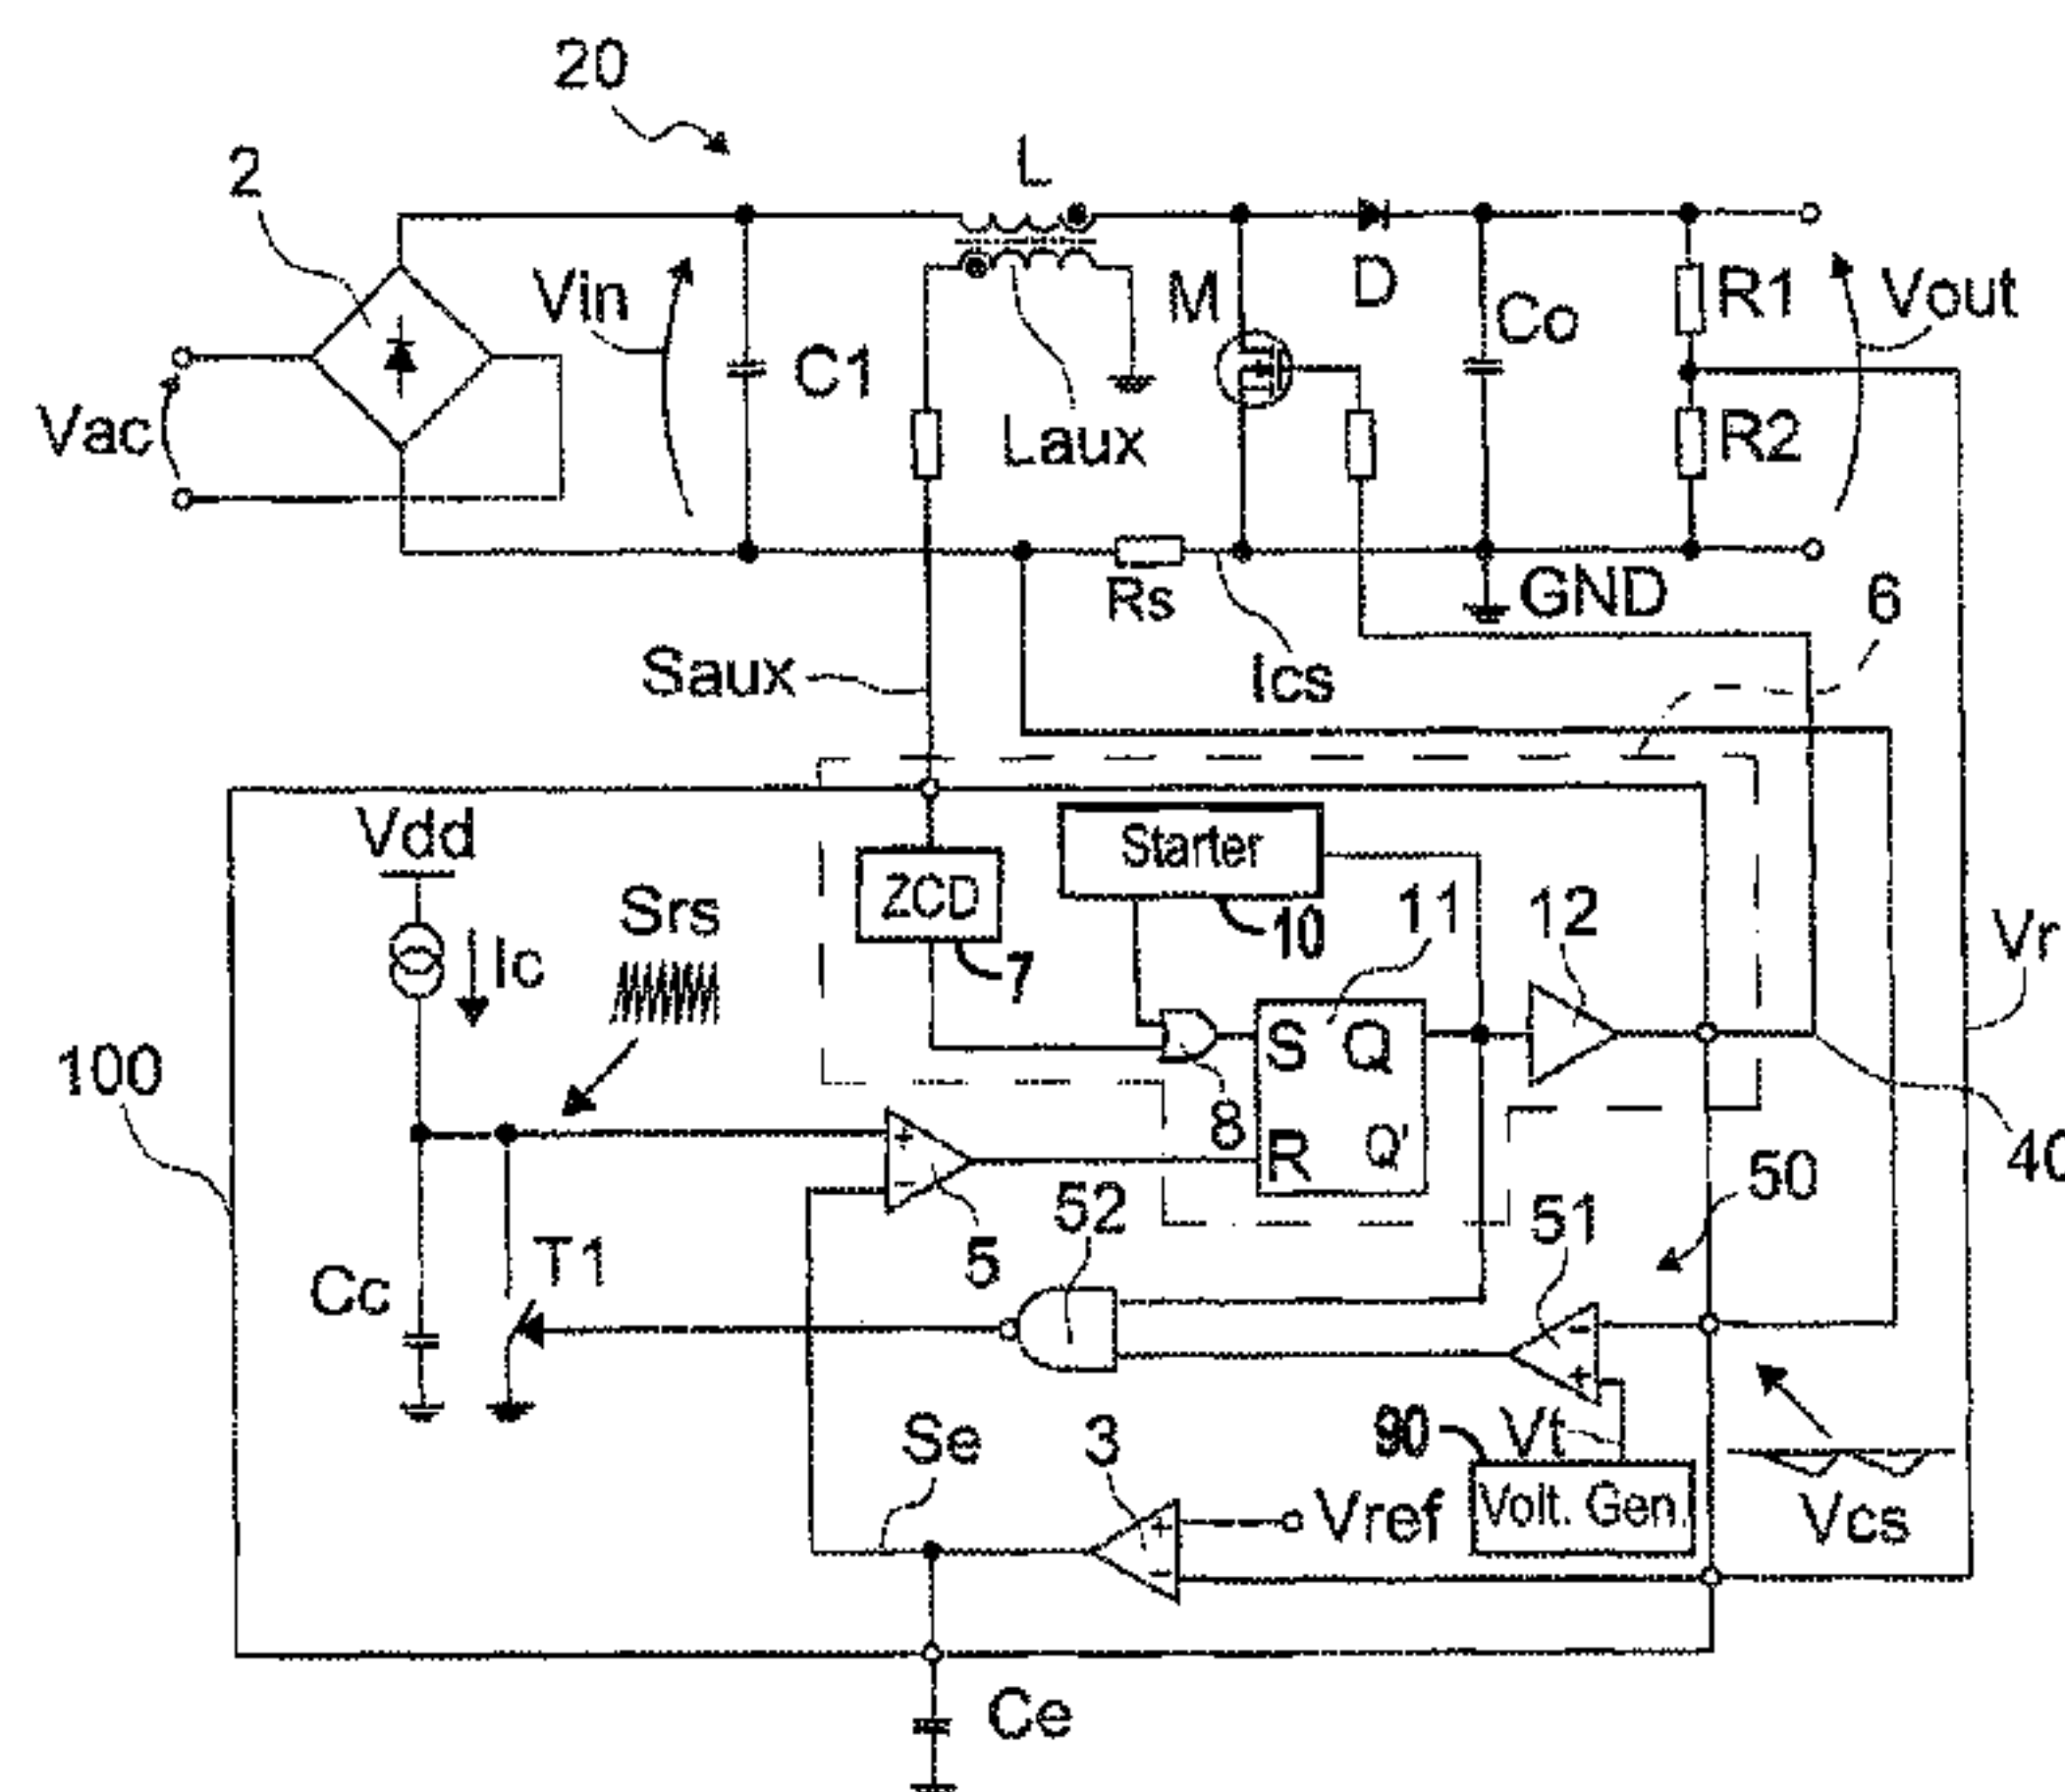 20
2
L
Vin
C1
M
D
Co
R1
Vout
Vac
Laux
R2
Rs
GND
6
Saux
Ics
Vdd
Starter
ZCD
Srs
Ic
7
10
11
12
Vr
100
S Q
8
R Q'
40
50
5
52
51
T1
Cc
+
-
-
+
Se
3
90
Vt
Vref
Volt. Gen.
Vcs
+
-
Ce